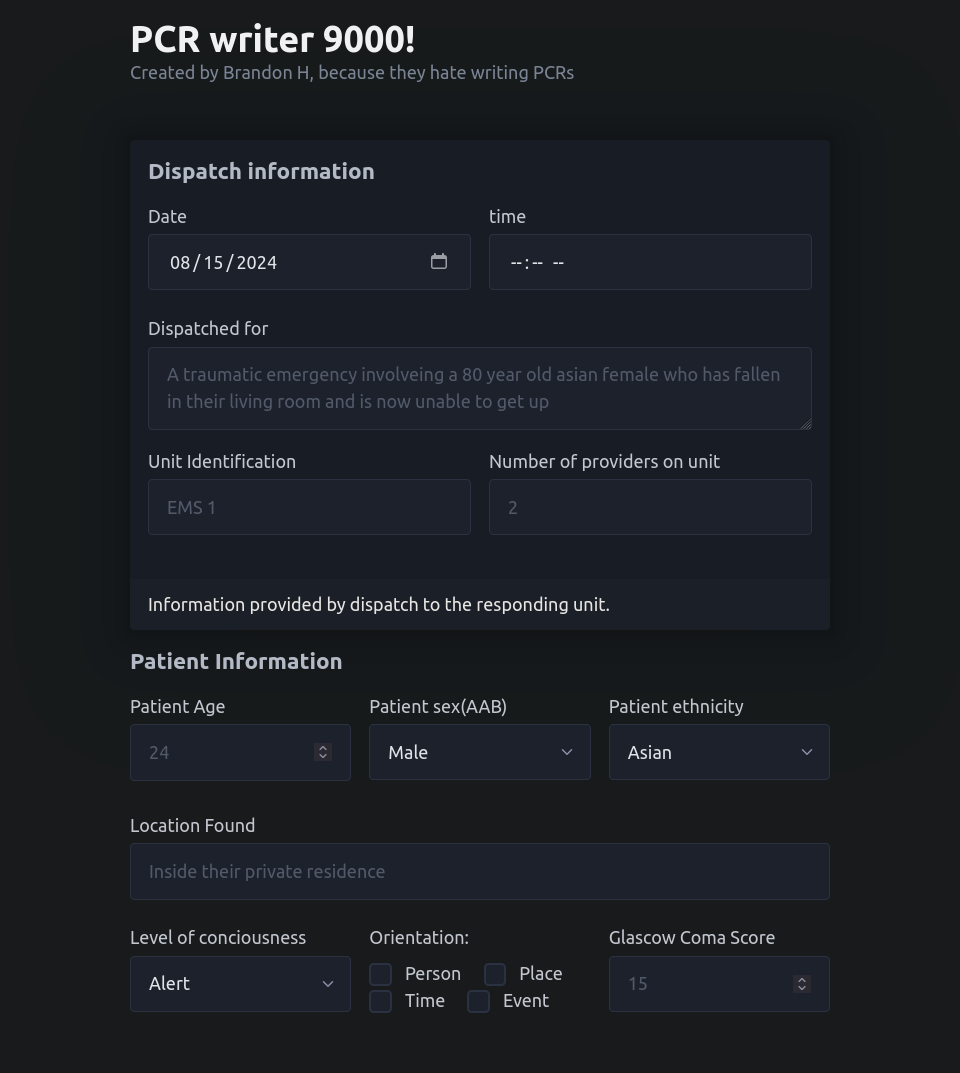 PCR writer 9000!
Created by Brandon H, because they hate writing PCRs
Dispatch information
Date
time
08/15/2024
--:-- --
Dispatched for
A traumatic emergency involveing a 80 year old asian female who has fallen
in their living room and is now unable to get up
Unit Identification
Number of providers on unit
EMS 1
2
Information provided by dispatch to the responding unit.
Patient Information
Patient Age
Patient sex(AAB)
Patient ethnicity
24
Male
Asian
Location Found
Inside their private residence
Level of conciousness
Orientation:
Glascow Coma Score
Alert
Person
Place
Time
Event
15